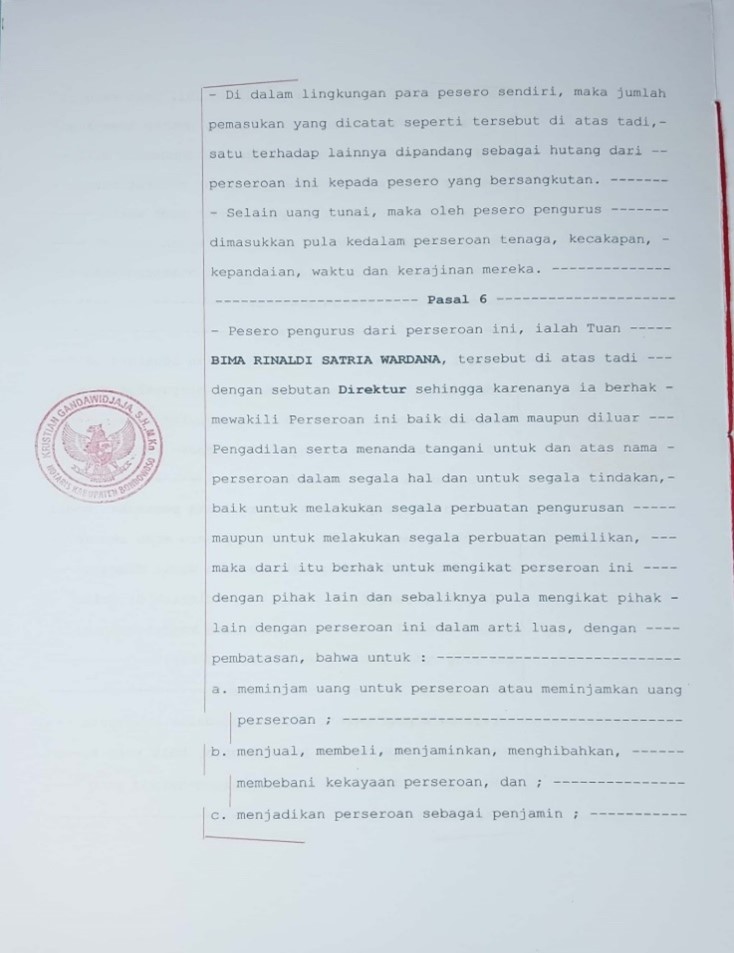 - Di dalam lingkungan para pesero sendiri, maka jumlah
pemasukan yang dicatat seperti tersebut di atas tadi,-
satu terhadap lainnya dipandang sebagai hutang dari --
perseroan ini kepada pesero yang bersangkutan. -------
- Selain uang tunai, maka oleh pesero pengurus -------
dimasukkan pula kedalam perseroan tenaga, kecakapan, -
kepandaian, waktu dan kerajinan mereka. --------------
------------------------ Pasal 6 ---------------------
- Pesero pengurus dari perseroan ini, ialah Tuan -----
BIMA RINALDI SATRIA WARDANA, tersebut di atas tadi ---
dengan sebutan Direktur sehingga karenanya ia berhak -
mewakili Perseroan ini baik di dalam maupun diluar ---
Pengadilan serta menanda tangani untuk dan atas nama -
perseroan dalam segala hal dan untuk segala tindakan,-
baik untuk melakukan segala perbuatan pengurusan -----
maupun untuk melakukan segala perbuatan pemilikan, ---
maka dari itu berhak untuk mengikat perseroan ini ----
dengan pihak lain dan sebaliknya pula mengikat pihak -
lain dengan perseroan ini dalam arti luas, dengan ----
pembatasan, bahwa untuk : -----------------------------
a. meminjam uang untuk perseroan atau meminjamkan uang
perseroan ; ----------------------------------------
b. menjual, membeli, menjaminkan, menghibahkan, ------
membebani kekayaan perseroan, dan ; ----------------
c. menjadikan perseroan sebagai penjamin ; -----------
KRISTIAN GANDAWIDJAJA, S.H.,M.Kn
NOTARIS KABUPATEN BONDOWOSO